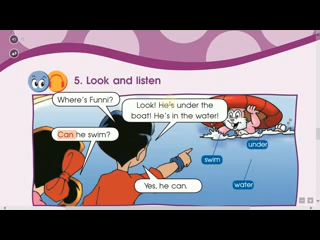 5. Look and listen
Where's Funni?
Look! He's under the
boat! He's in the water!
Can he swim?
Yes, he can.
under
swim
water